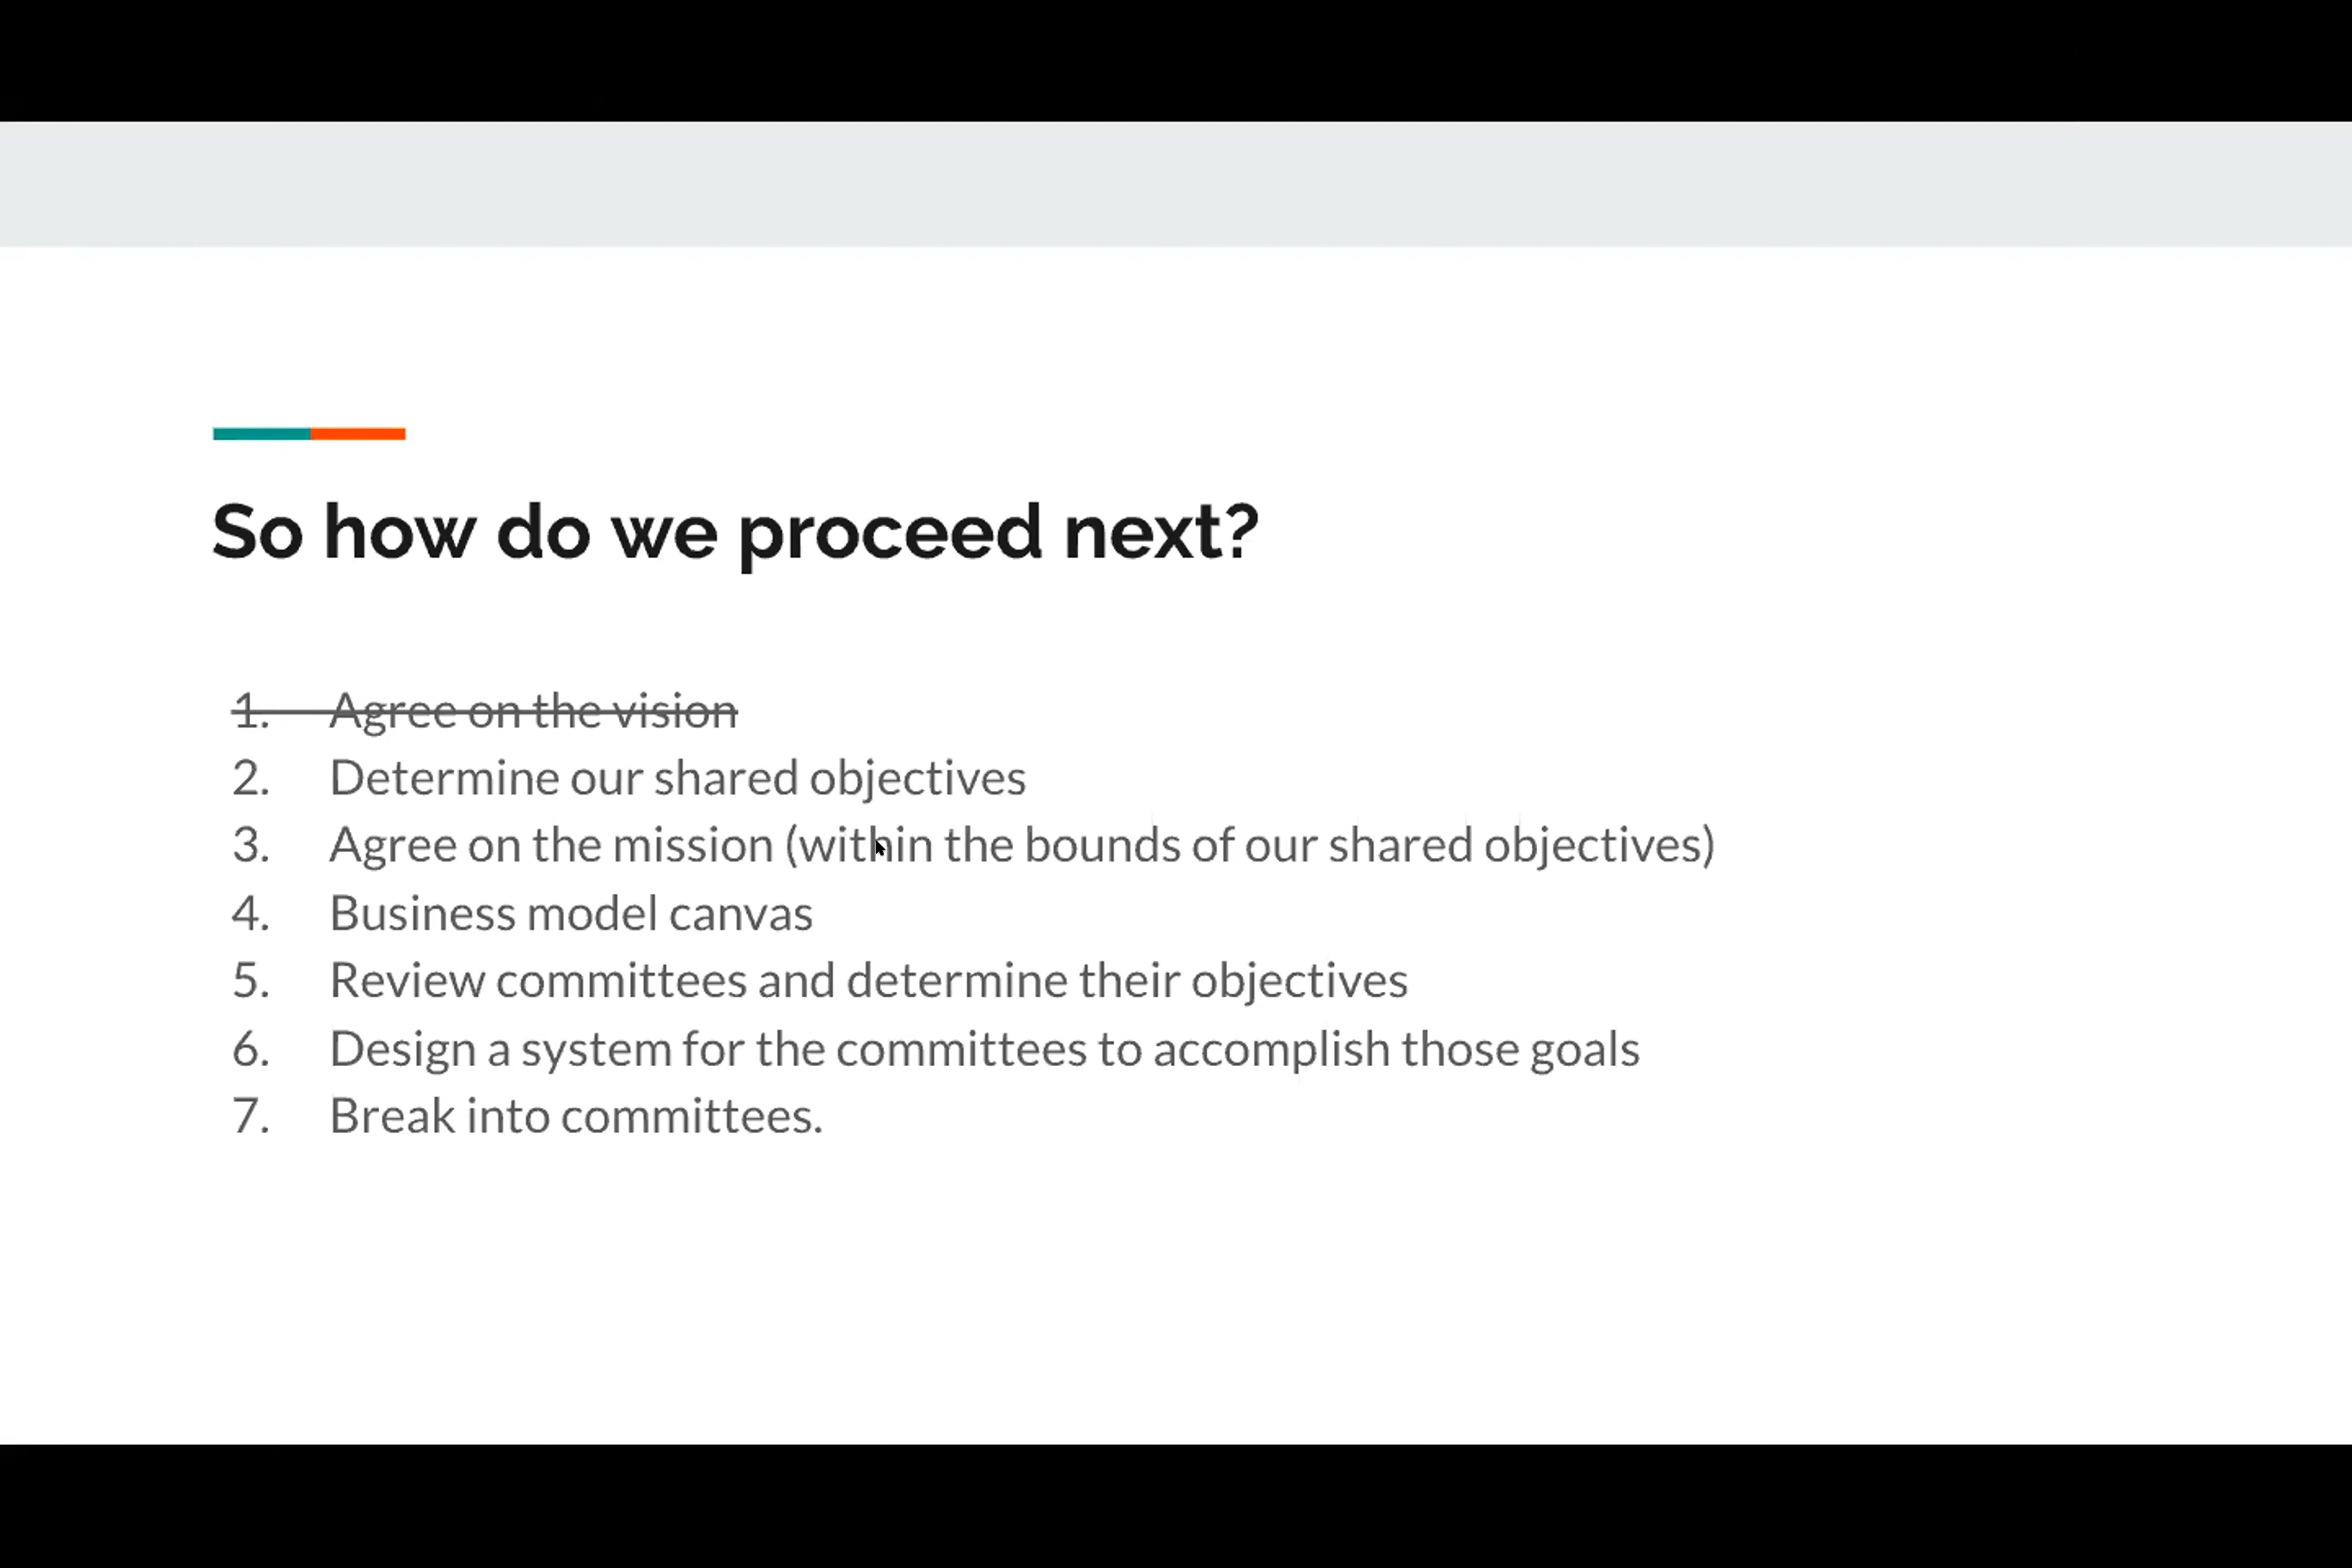 So how do we proceed next?
1. Agree on the vision
2. Determine our shared objectives
3. Agree on the mission (within the bounds of our shared objectives)
4. Business model canvas
5. Review committees and determine their objectives
6. Design a system for the committees to accomplish those goals
7. Break into committees.